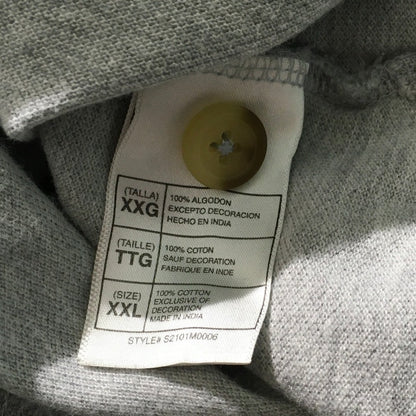 (TALLA)
XXG
100% ALGODON
EXCEPTO DECORACION
HECHO EN INDIA
(TAILLE)
TTG
100% COTON
SAUF DECORATION
FABRIQUE EN INDE
(SIZE)
XXL
100% COTTON
EXCLUSIVE OF
DECORATION
MADE IN INDIA
STYLE# S2101M0006